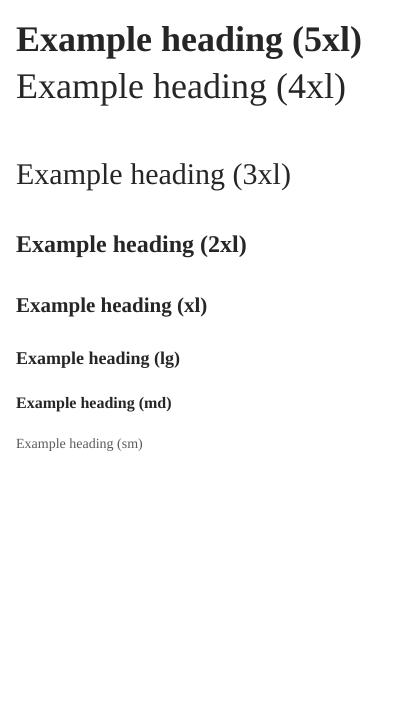 Example heading (5xl)
Example heading (4xl)
Example heading (3xl)
Example heading (2xl)
Example heading (xl)
Example heading (lg)
Example heading (md)
Example heading (sm)